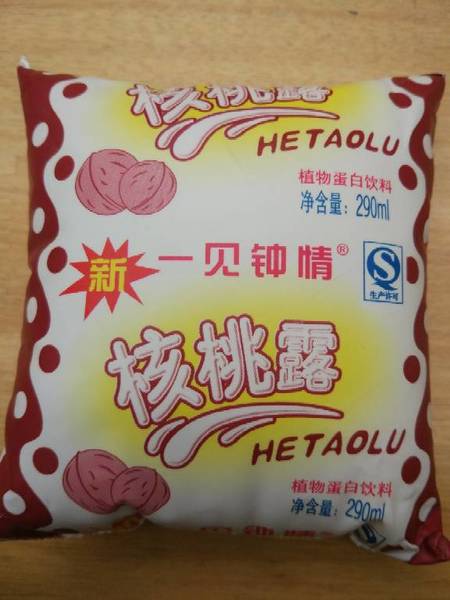 核桃露
HETAOLU
植物蛋白饮料
净含量：290ml
新
一见钟情®
生产许可
核桃露
HETAOLU
植物蛋白饮料
净含量：290ml